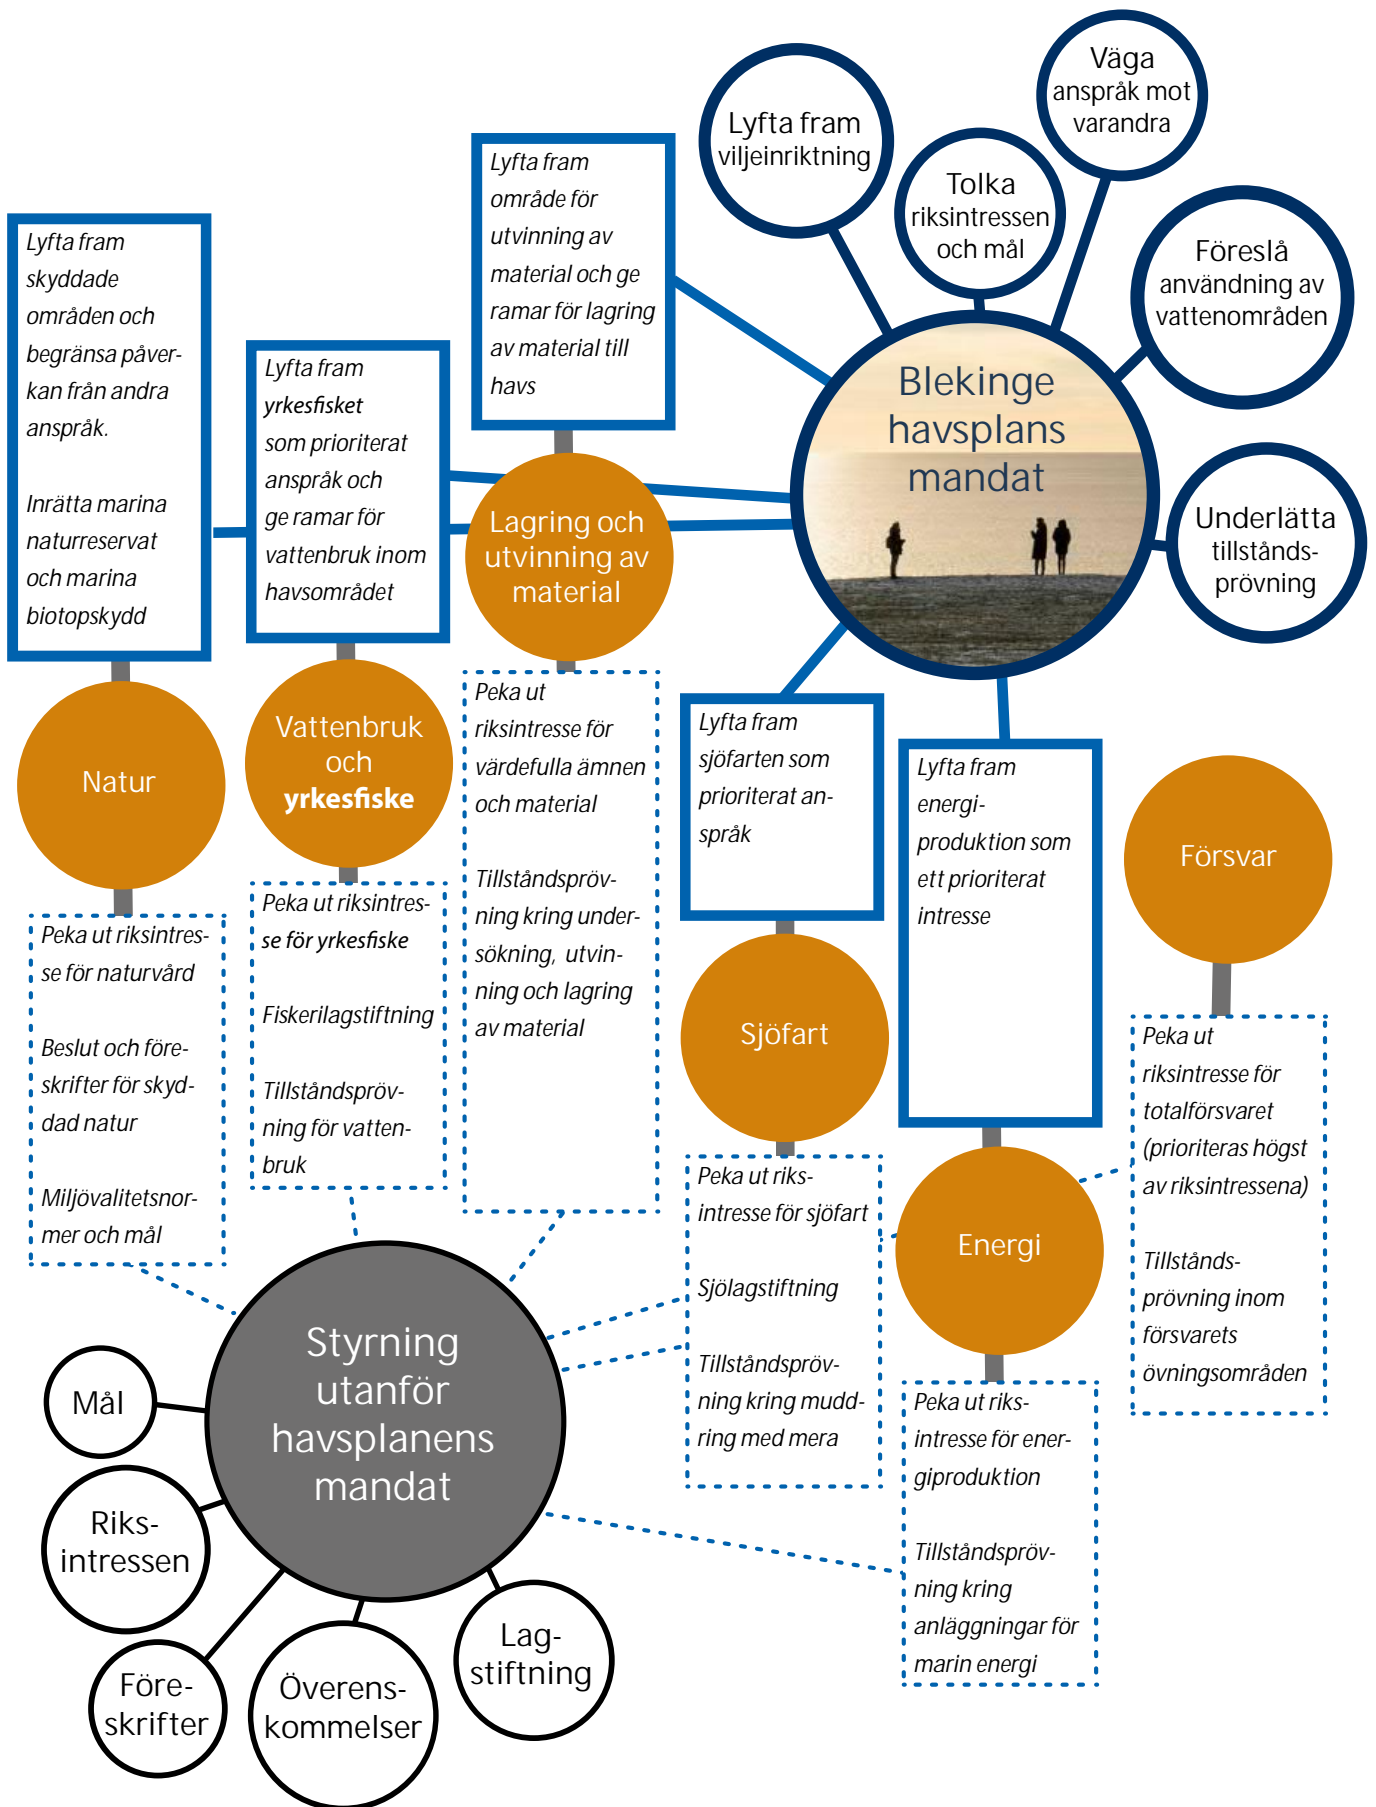 Väga
anspråk mot
varandra
Lyfta fram
viljeinriktning
Tolka
riksintressen
och mål
Föreslå
användning av
vattenområden
Underlätta
tillstånds-
prövning
Blekinge
havsplans
mandat
Lyfta fram
område för
utvinning av
material och ge
ramar för lagring
av material till
havs
Lyfta fram
skyddade
områden och
begränsa påver-
kan från andra
anspråk.
Inrätta marina
naturreservat
och marina
biotopskydd
Lyfta fram
yrkesfisket
som prioriterat
anspråk och
ge ramar för
vattenbruk inom
havsområdet
Lagring och
utvinning av
material
Natur
Vattenbruk
och
yrkesfiske
Peka ut
riksintresse för
värdefulla ämnen
och material
Tillståndspröv-
ning kring under-
sökning, utvin-
ning och lagring
av material
Lyfta fram
sjöfarten som
prioriterat an-
språk
Lyfta fram
energi-
produktion som
ett prioriterat
intresse
Försvar
Peka ut riksintres-
se för naturvård
Beslut och före-
skrifter för skyd-
dad natur
Miljövalitetsnor-
mer och mål
Peka ut riksintres-
se för yrkesfiske
Fiskerilagstiftning
Tillståndspröv-
ning för vatten-
bruk
Sjöfart
Peka ut
riksintresse för
totalförsvaret
(prioriteras högst
av riksintressena)
Tillstånds-
prövning inom
försvarets
övningsområden
Peka ut riks-
intresse för sjöfart
Sjölagstiftning
Tillståndspröv-
ning kring mudd-
ring med mera
Energi
Peka ut riks-
intresse för ener-
giproduktion
Tillståndspröv-
ning kring
anläggningar för
marin energi
Styrning
utanför
havsplanens
mandat
Mål
Riks-
intressen
Före-
skrifter
Överens-
kommelser
Lag-
stiftning